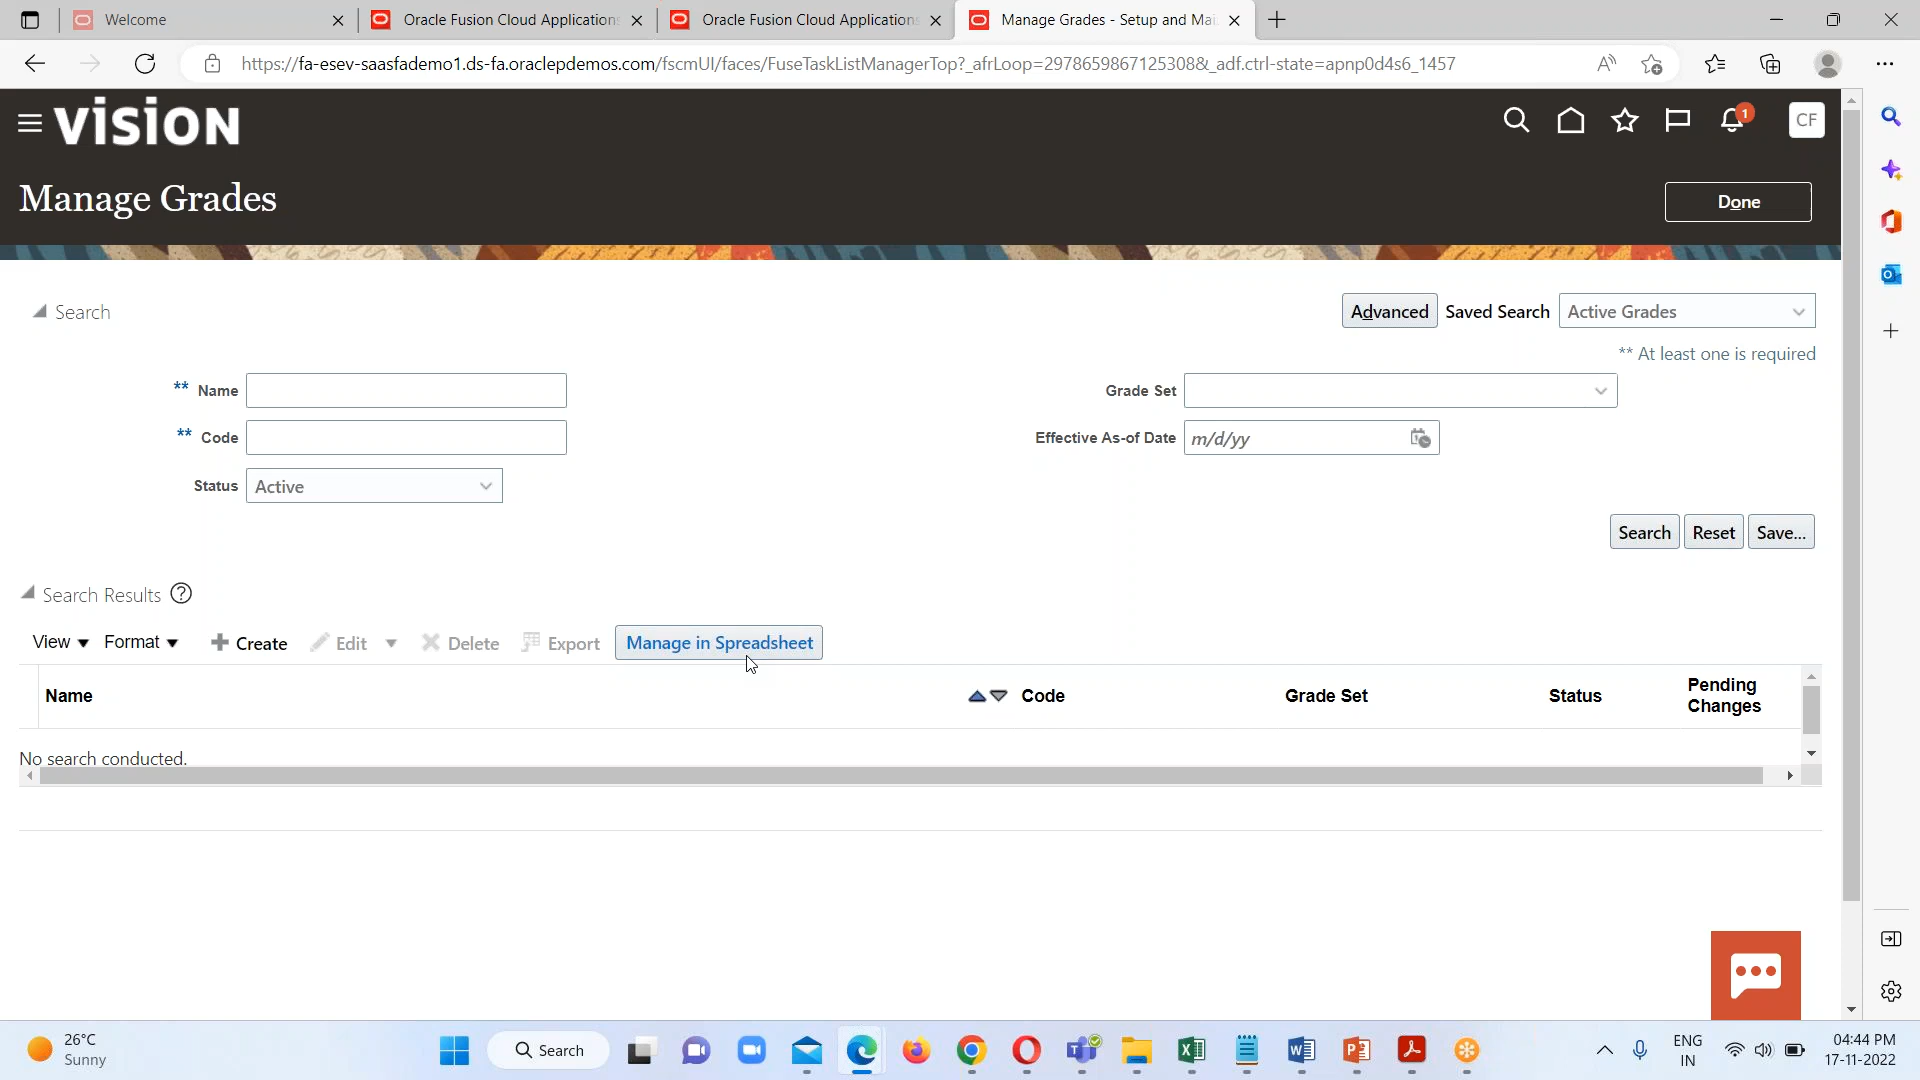 Welcome
Oracle Fusion Cloud Applications
Oracle Fusion Cloud Applications
Manage Grades - Setup and Mai
https://fa-esev-saasfademo1.ds-fa.oraclepdemos.com/fscmUI/faces/FuseTaskListManagerTop?_afrLoop=29786598671253088&_adf.ctrl-state=apnp0d4s6_1457
vision
1
CF
Manage Grades
Done
Search
Advanced Saved Search Active Grades
** At least one is required
** Name
Grade Set
** Code
Effective As-of Date m/d/yy
Status Active
Search Reset Save...
Search Results
View Format Create Edit Delete Export Manage in Spreadsheet
Name Code Grade Set Status Pending Changes
No search conducted.
26°C
Sunny
Search
ENG
IN
04:44 PM
17-11-2022